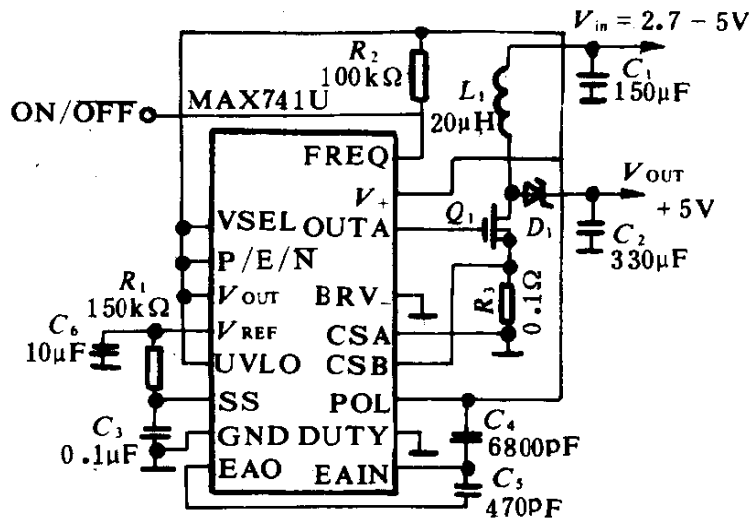 V_in = 2.7 - 5V
R₂
100kΩ
C₁
150μF
L₁
20μH
ON/O̅F̅F̅
MAX741U
FREQ
V₊
V_OUT
+5V
VSEL
OUTA
Q₁
D₁
C₂
330μF
P/E/N̅
R₁
150kΩ
V_OUT
BRV₋
R₃
0.1Ω
C₆
10μF
V_REF
CSA
UVLO
CSB
SS
POL
C₃
0.1μF
GND
DUTY
C₄
6800pF
EAO
EAIN
C₅
470pF